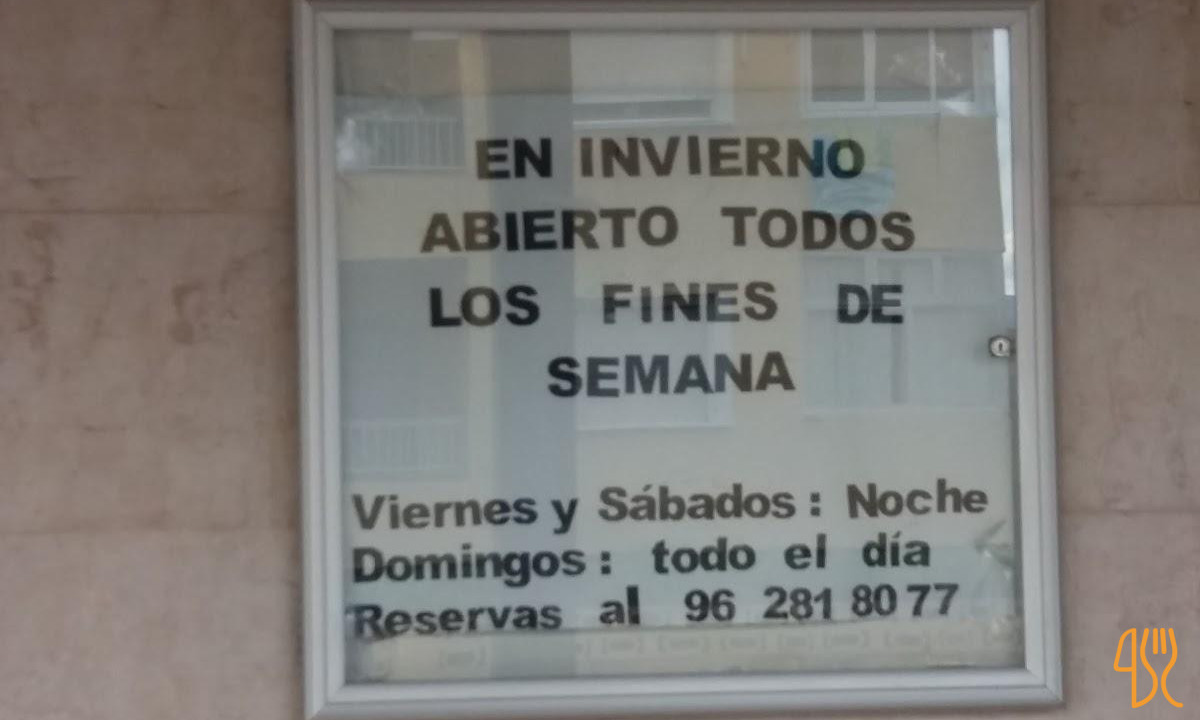 EN INVIERNO
ABIERTO TODOS
LOS FINES DE
SEMANA
Viernes y Sábados : Noche
Domingos : todo el día
Reservas al 96 281 80 77